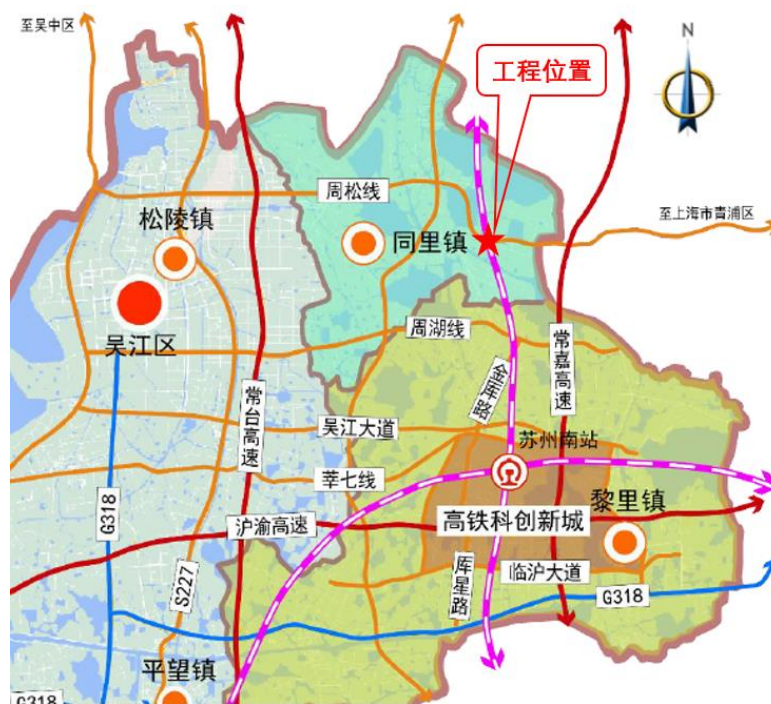 至吴中区
工程位置
N
周松线
松陵镇
同里镇
至上海市青浦区
吴江区
周湖线
金厍路
常嘉高速
常台高速
吴江大道
苏州南站
莘七线
G318
沪渝高速
高铁科创新城
黎里镇
S227
厍星路
临沪大道
G318
平望镇
G318